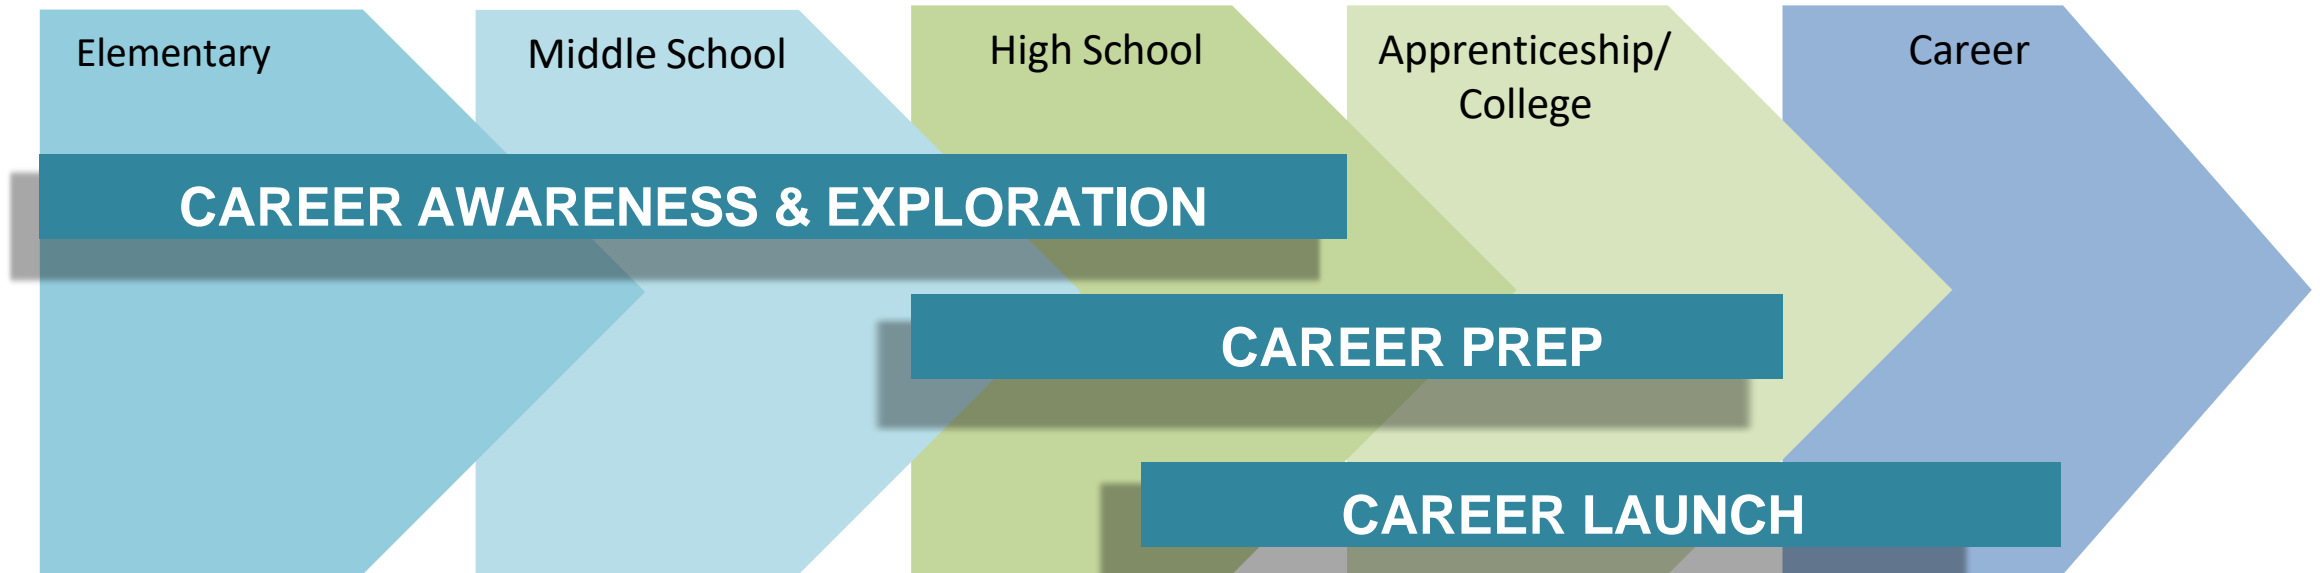 Elementary
Middle School
High School
Apprenticeship/
College
Career
CAREER AWARENESS & EXPLORATION
CAREER PREP
CAREER LAUNCH